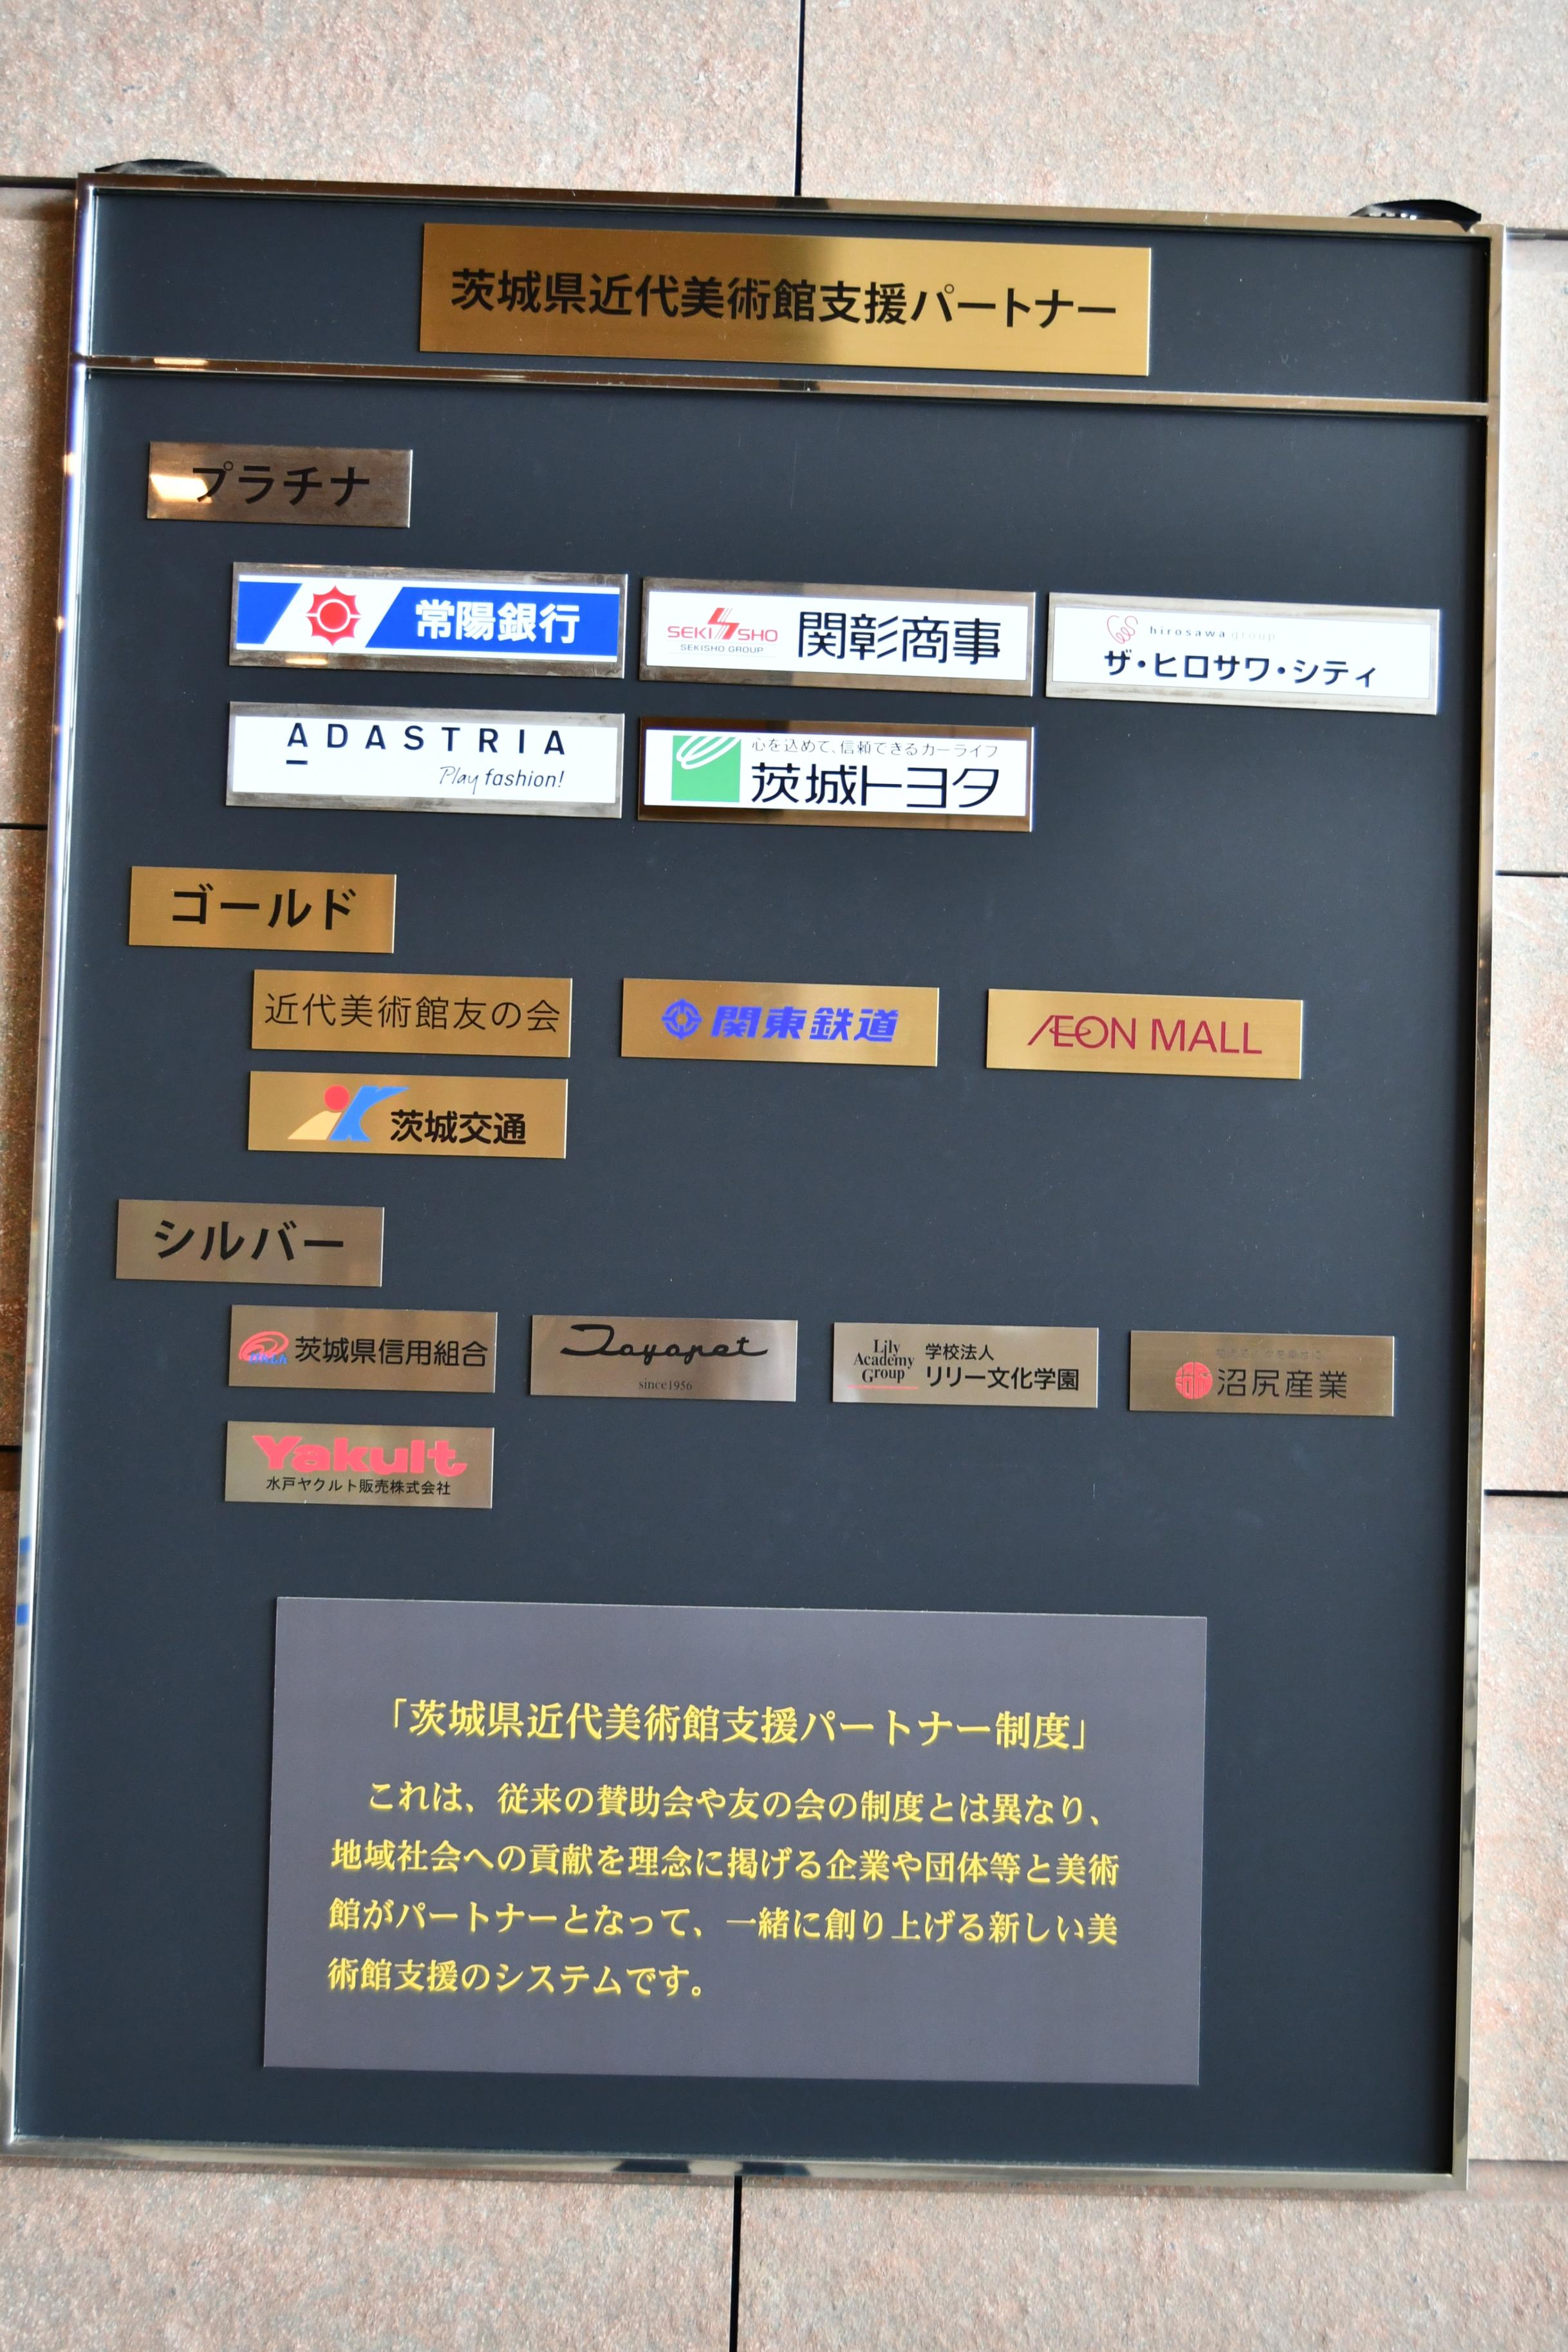 茨城県近代美術館支援パートナー
プラチナ
常陽銀行
SEKISHO
SEKISHO GROUP
関彰商事
hirosawa group
ザ・ヒロサワ・シティ
ADASTRIA
Play fashion!
心を込めて、信頼できるカーライフ
茨城トヨタ
ゴールド
近代美術館友の会
関東鉄道
ÆON MALL
茨城交通
シルバー
茨城県信用組合
Toyopet
since1956
Lily
Academy
Group
学校法人
リリー文化学園
沼尻産業
Yakult
水戸ヤクルト販売株式会社
「茨城県近代美術館支援パートナー制度」
これは、従来の賛助会や友の会の制度とは異なり、
地域社会への貢献を理念に掲げる企業や団体等と美術
館がパートナーとなって、一緒に創り上げる新しい美
術館支援のシステムです。